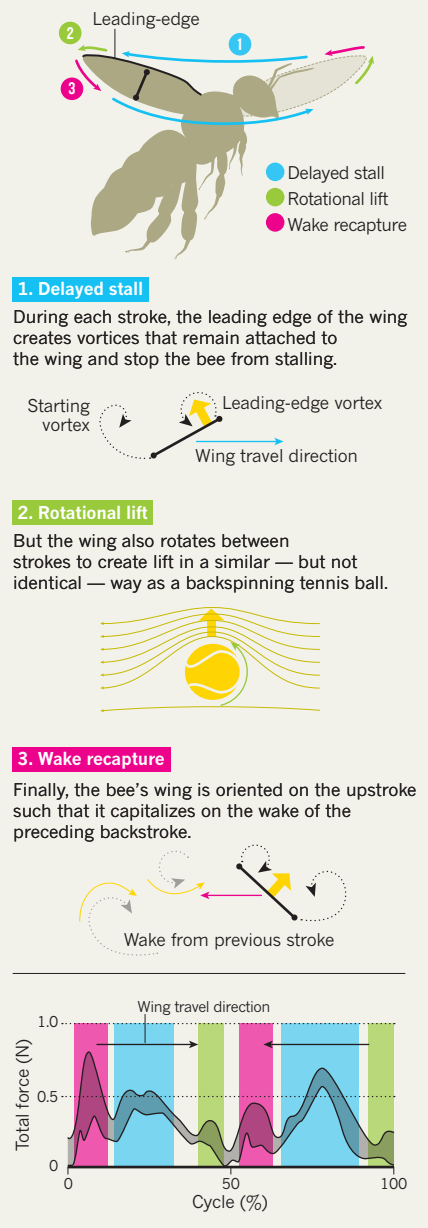 Leading-edge
2
1
3
Delayed stall
Rotational lift
Wake recapture
1. Delayed stall
During each stroke, the leading edge of the wing
creates vortices that remain attached to
the wing and stop the bee from stalling.
Starting
vortex
Leading-edge vortex
Wing travel direction
2. Rotational lift
But the wing also rotates between
strokes to create lift in a similar — but not
identical — way as a backspinning tennis ball.
3. Wake recapture
Finally, the bee’s wing is oriented on the upstroke
such that it capitalizes on the wake of the
preceding backstroke.
Wake from previous stroke
Wing travel direction
1.0
0.5
0
Total force (N)
0
50
100
Cycle (%)